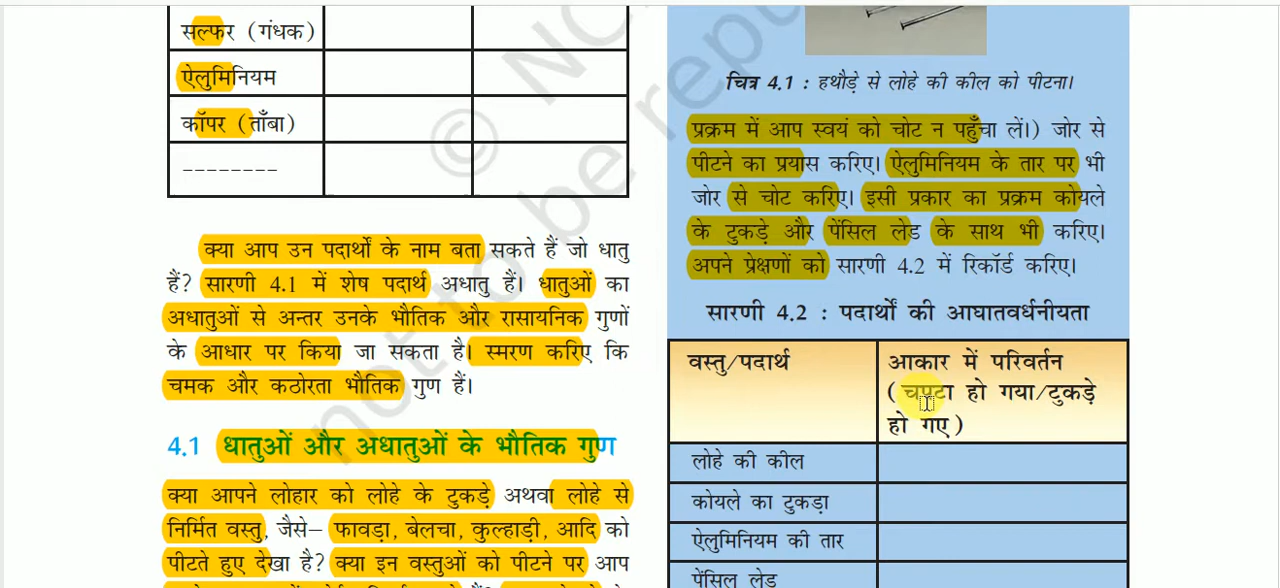 सल्फर (गंधक)
ऐलुमिनियम
कॉपर (ताँबा)
--------
क्या आप उन पदार्थों के नाम बता सकते हैं जो धातु
हैं? सारणी 4.1 में शेष पदार्थ अधातु हैं। धातुओं का
अधातुओं से अन्तर उनके भौतिक और रासायनिक गुणों
के आधार पर किया जा सकता है। स्मरण करिए कि
चमक और कठोरता भौतिक गुण हैं।
4.1 धातुओं और अधातुओं के भौतिक गुण
क्या आपने लोहार को लोहे के टुकड़े अथवा लोहे से
निर्मित वस्तु, जैसे– फावड़ा, बेलचा, कुल्हाड़ी, आदि को
पीटते हुए देखा है? क्या इन वस्तुओं को पीटने पर आप
चित्र 4.1 : हथौड़े से लोहे की कील को पीटना।
प्रक्रम में आप स्वयं को चोट न पहुँचा लें।) जोर से
पीटने का प्रयास करिए। ऐलुमिनियम के तार पर भी
जोर से चोट करिए। इसी प्रकार का प्रक्रम कोयले
के टुकड़े और पेंसिल लेड के साथ भी करिए।
अपने प्रेक्षणों को सारणी 4.2 में रिकॉर्ड करिए।
सारणी 4.2 : पदार्थों की आघातवर्धनीयता
वस्तु/पदार्थ
आकार में परिवर्तन
(चपटा हो गया/टुकड़े
हो गए)
लोहे की कील
कोयले का टुकड़ा
ऐलुमिनियम की तार
पेंसिल लेड
© NC
not to be repu